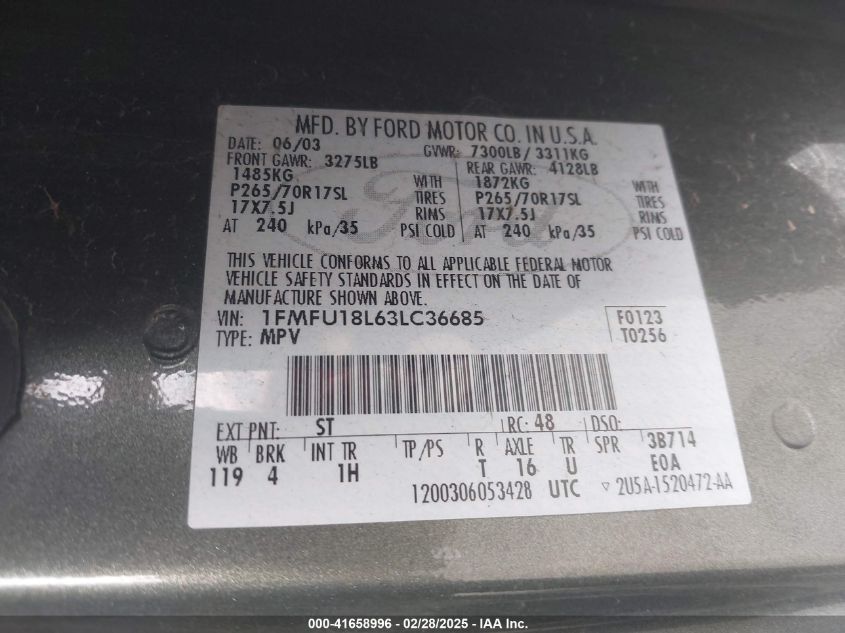 MFD. BY FORD MOTOR CO. IN U.S.A.
DATE: 06/03 GVWR: 7300LB / 3311KG
FRONT GAWR: 3275LB REAR GAWR: 4128LB
1485KG WITH 1872KG WITH
P265/70R17SL TIRES P265/70R17SL TIRES
17X7.5J RIMS 17X7.5J RIMS
AT 240 kPa/35 PSI COLD AT 240 kPa/35 PSI COLD
Ford
THIS VEHICLE CONFORMS TO ALL APPLICABLE FEDERAL MOTOR
VEHICLE SAFETY STANDARDS IN EFFECT ON THE DATE OF
MANUFACTURE SHOWN ABOVE.
VIN: 1FMFU18L63LC36685 F0123
TYPE: MPV T0256
EXT PNT: ST RC: 48 DSO:
WB BRK INT TR TP/PS R AXLE TR SPR 3B714
119 4 1H T 16 U E0A
1200306053428 UTC ▽ 2U5A-1520472-AA
000-41658996 - 02/28/2025 - IAA Inc.